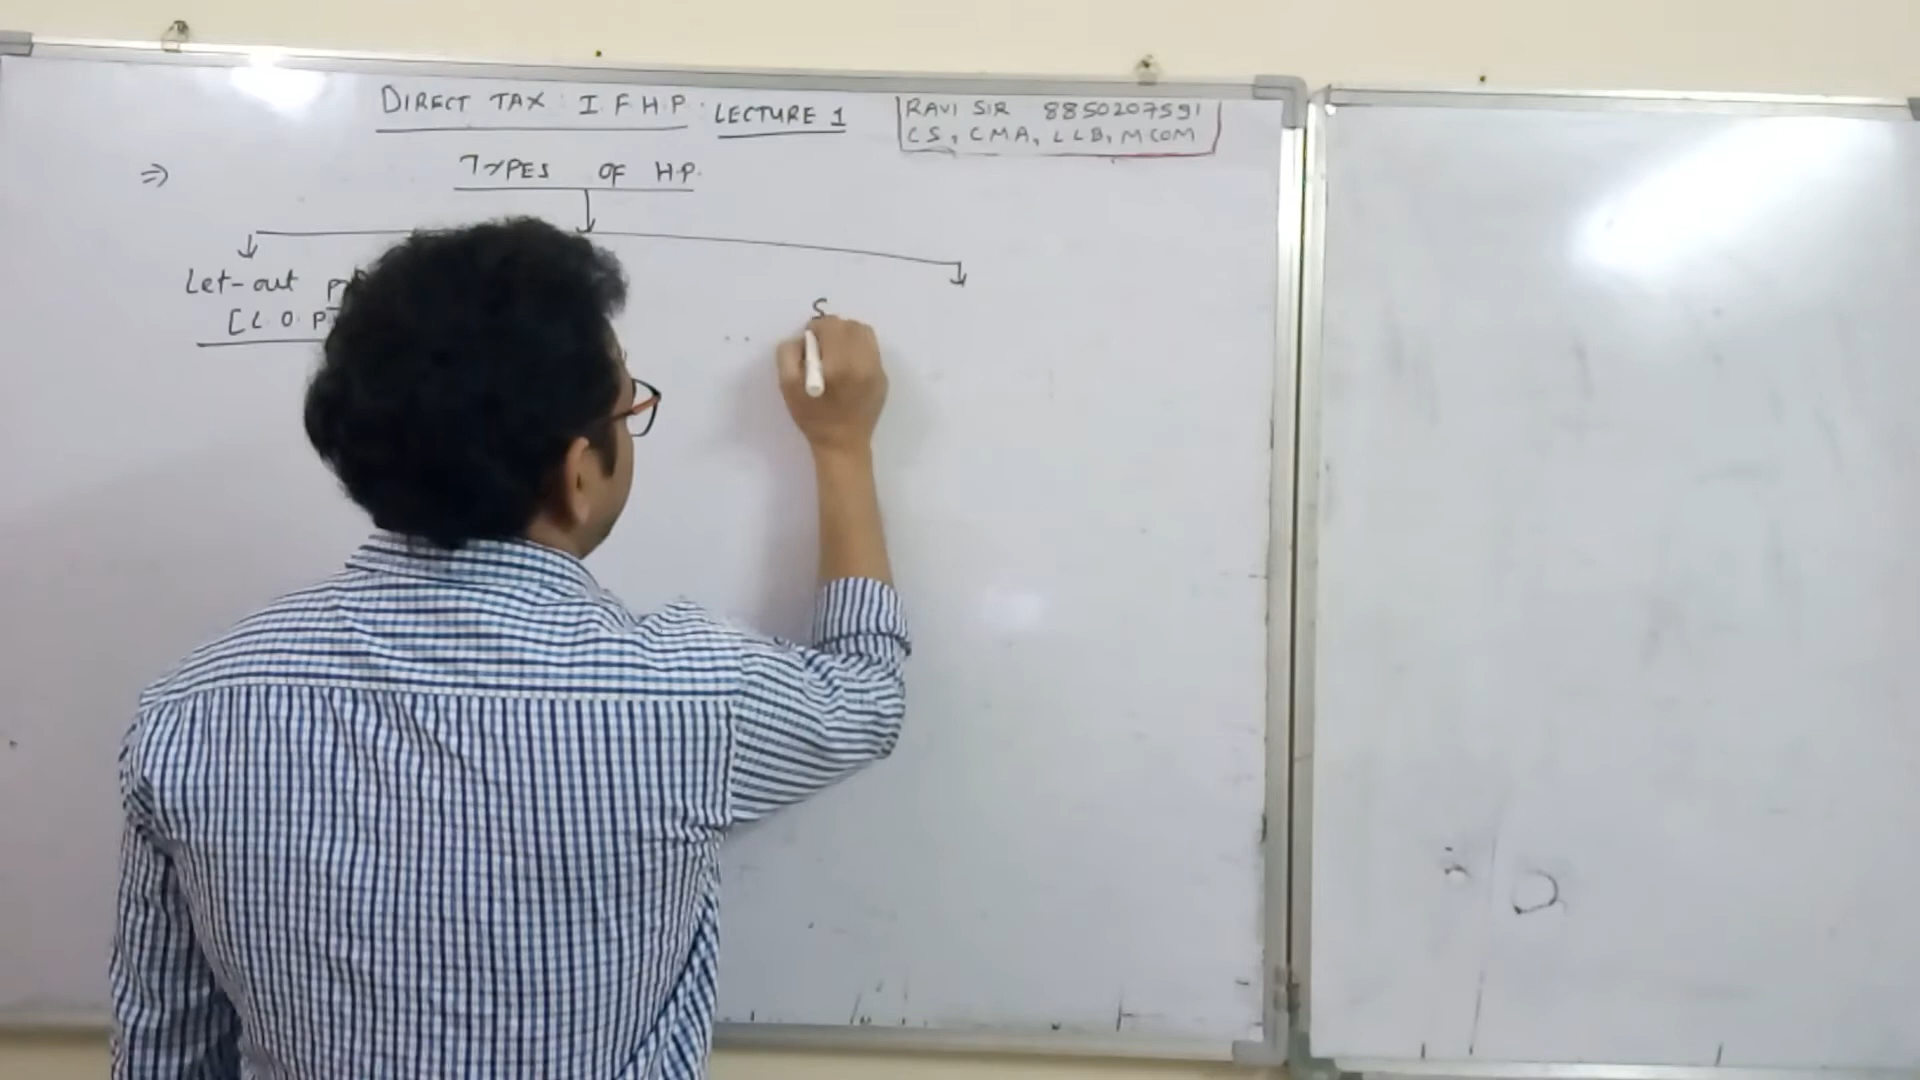 DIRECT TAX : I.F.H.P. LECTURE 1
RAVI SIR 8850207591
CS, CMA, LLB, MCOM
⇒ TYPES OF H.P.
Let-out
[L.O.P
S